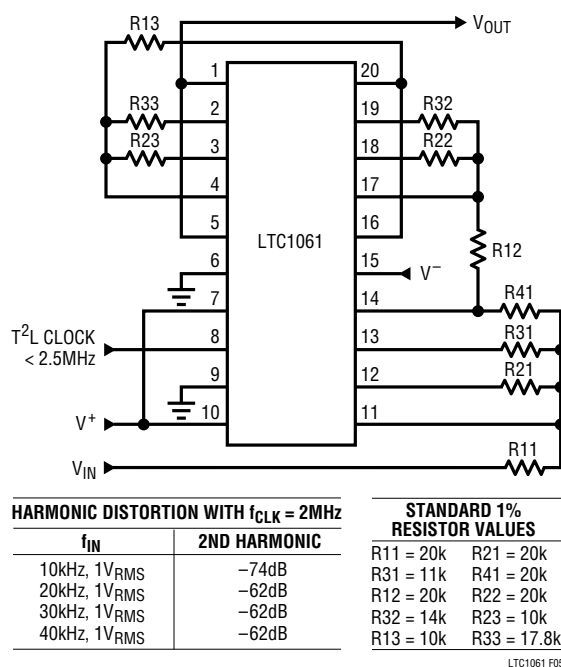 R13
V_OUT
1
20
R33
2
19
R32
R23
3
18
R22
4
17
5
16
LTC1061
R12
6
15
V⁻
7
14
R41
T²L CLOCK
< 2.5MHz
8
13
R31
9
12
R21
V⁺
10
11
V_IN
R11
HARMONIC DISTORTION WITH f_CLK = 2MHz
f_IN 2ND HARMONIC
10kHz, 1V_RMS –74dB
20kHz, 1V_RMS –62dB
30kHz, 1V_RMS –62dB
40kHz, 1V_RMS –62dB
STANDARD 1%
RESISTOR VALUES
R11 = 20k R21 = 20k
R31 = 11k R41 = 20k
R12 = 20k R22 = 20k
R32 = 14k R23 = 10k
R13 = 10k R33 = 17.8k